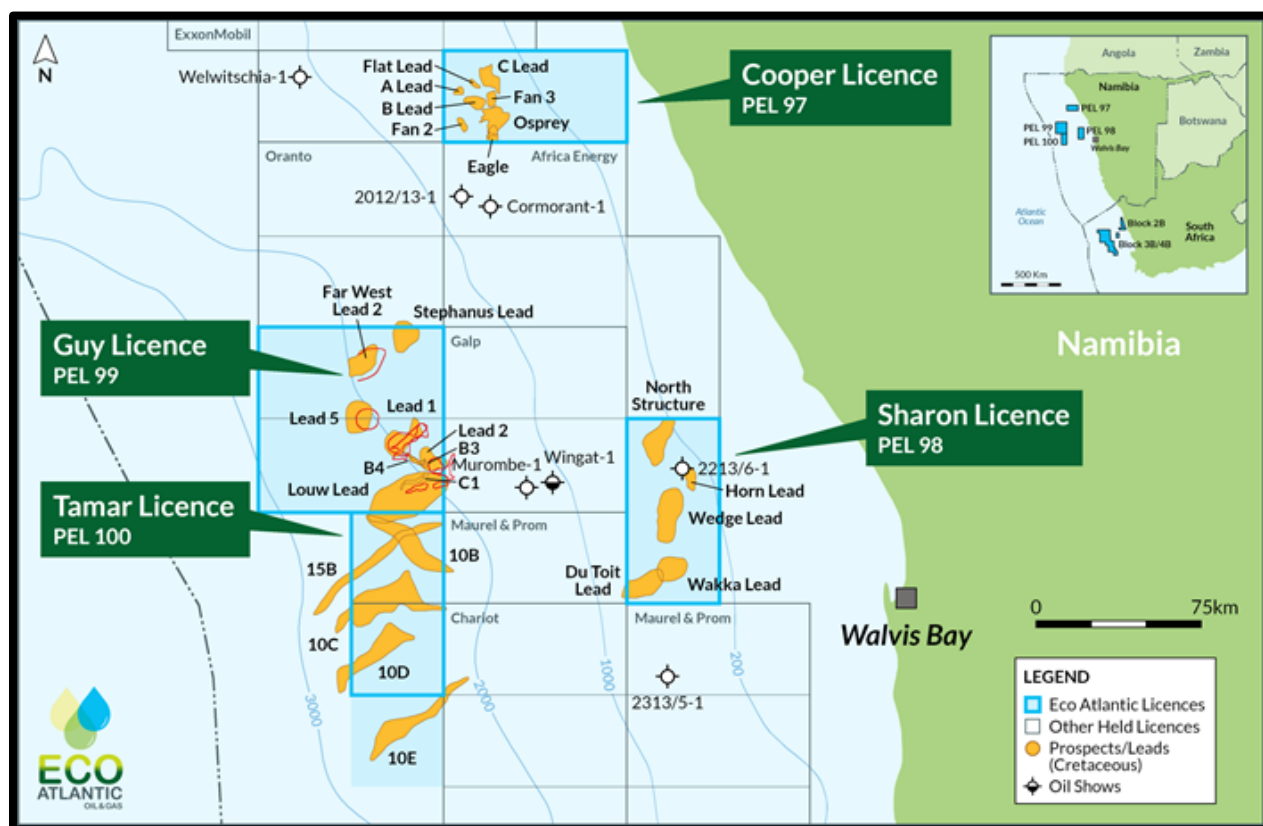 ExxonMobil
N
Welwitschia-1
Flat Lead
C Lead
A Lead
B Lead
Fan 3
Fan 2
Osprey
Eagle
Cooper Licence
PEL 97
Oranto
Africa Energy
2012/13-1
Cormorant-1
Angola
Zambia
Namibia
PEL 97
PEL 99
PEL 98
PEL 100
Walvis Bay
Botswana
Atlantic
Ocean
Block 2B
South
Africa
Block 3B/4B
500 Km
Namibia
Far West
Lead 2
Stephanus Lead
Guy Licence
PEL 99
Galp
Lead 5
Lead 1
Lead 2
B3
B4
Murombe-1
Wingat-1
C1
Louw Lead
North
Structure
2213/6-1
Horn Lead
Wedge Lead
Sharon Licence
PEL 98
Tamar Licence
PEL 100
Maurel & Prom
15B
10B
Du Toit
Lead
Wakka Lead
Chariot
Maurel & Prom
10C
10D
10E
2313/5-1
3000
2000
1000
200
Walvis Bay
0
75km
LEGEND
Eco Atlantic Licences
Other Held Licences
Prospects/Leads
(Cretaceous)
Oil Shows
ECO
ATLANTIC
OIL & GAS